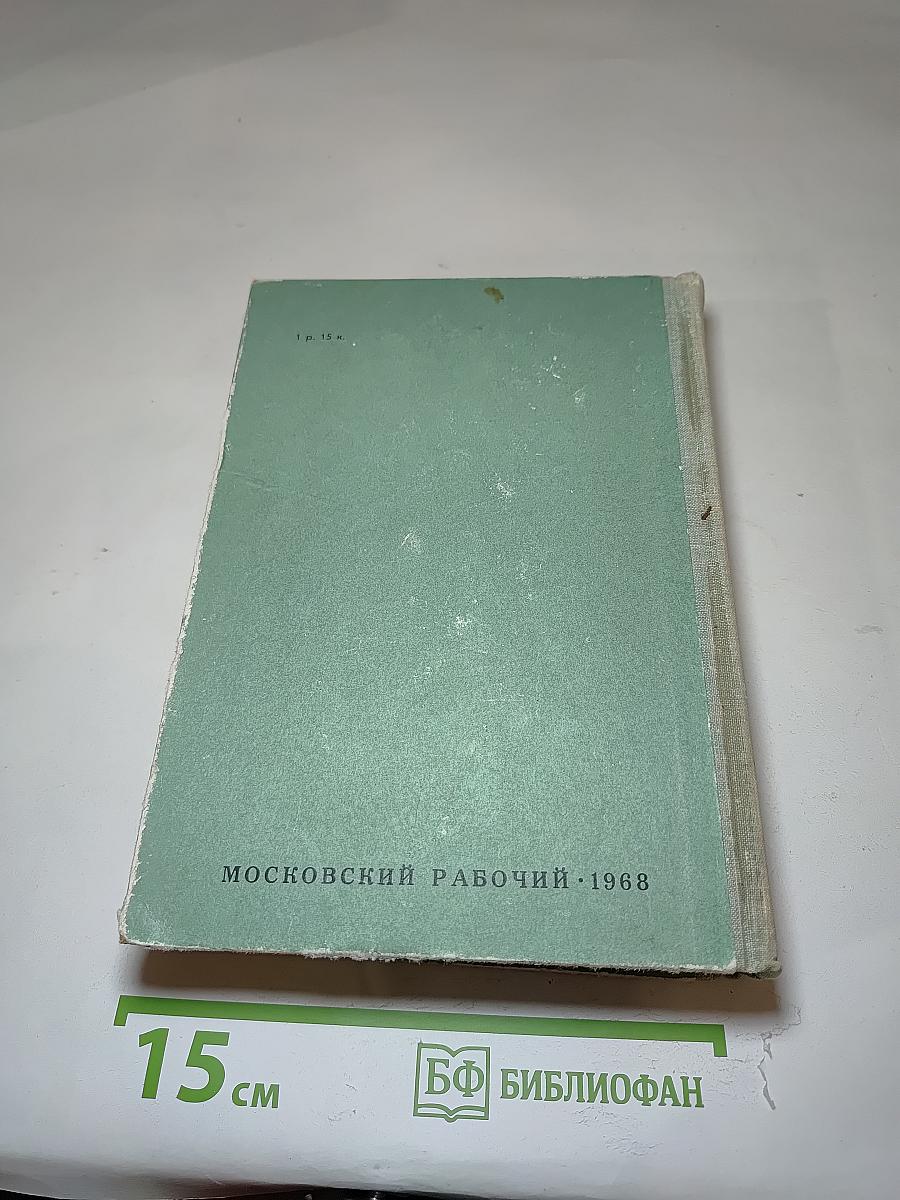 1 р. 15 к.
МОСКОВСКИЙ РАБОЧИЙ · 1968
15 см
БФ БИБЛИОФАН